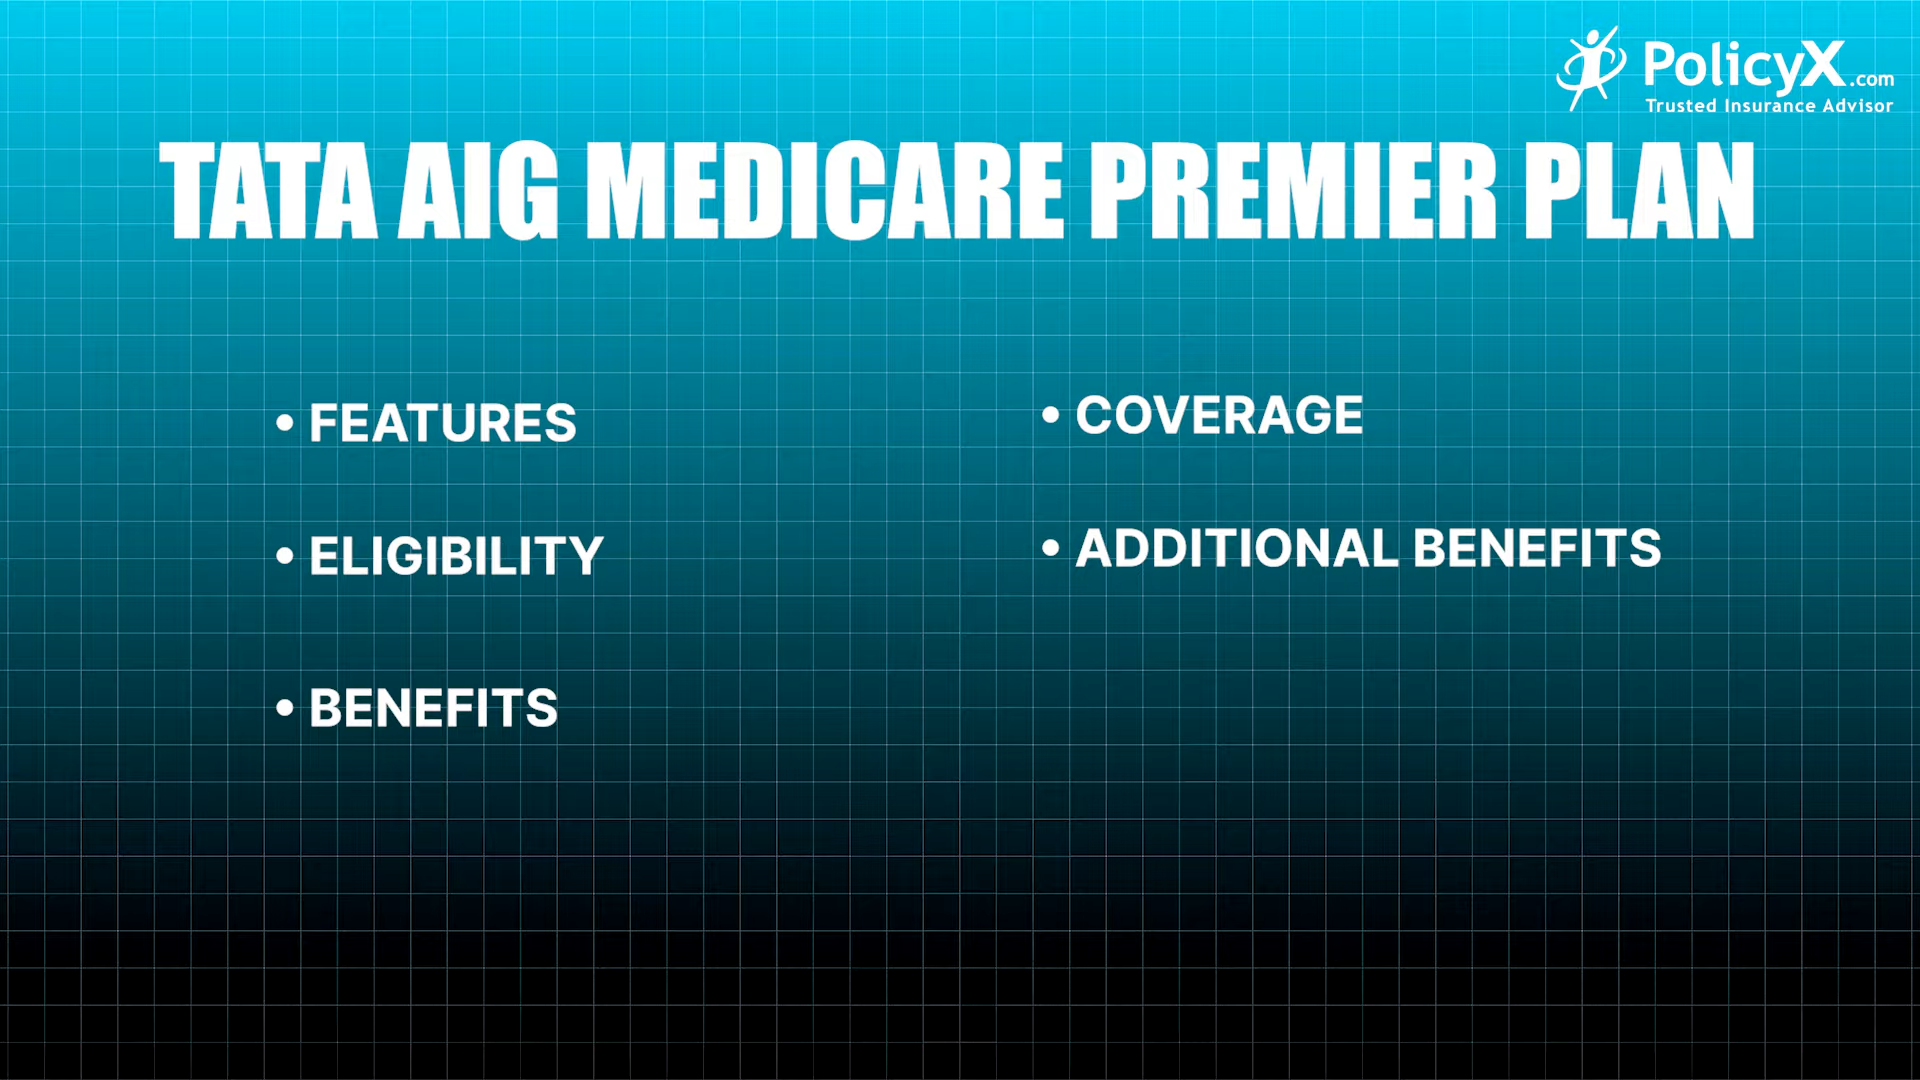 PolicyX.com
Trusted Insurance Advisor
TATA AIG MEDICARE PREMIER PLAN
• FEATURES
• ELIGIBILITY
• BENEFITS
• COVERAGE
• ADDITIONAL BENEFITS